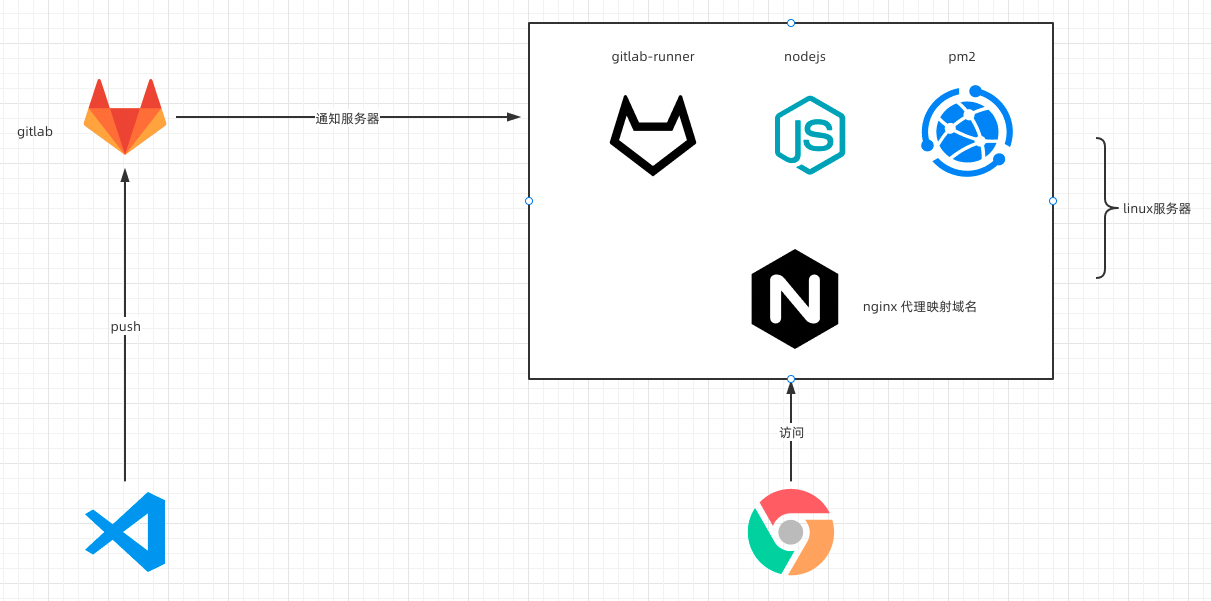 gitlab-runner
nodejs
pm2
JS
gitlab
通知服务器
linux服务器
N
nginx 代理映射域名
push
访问